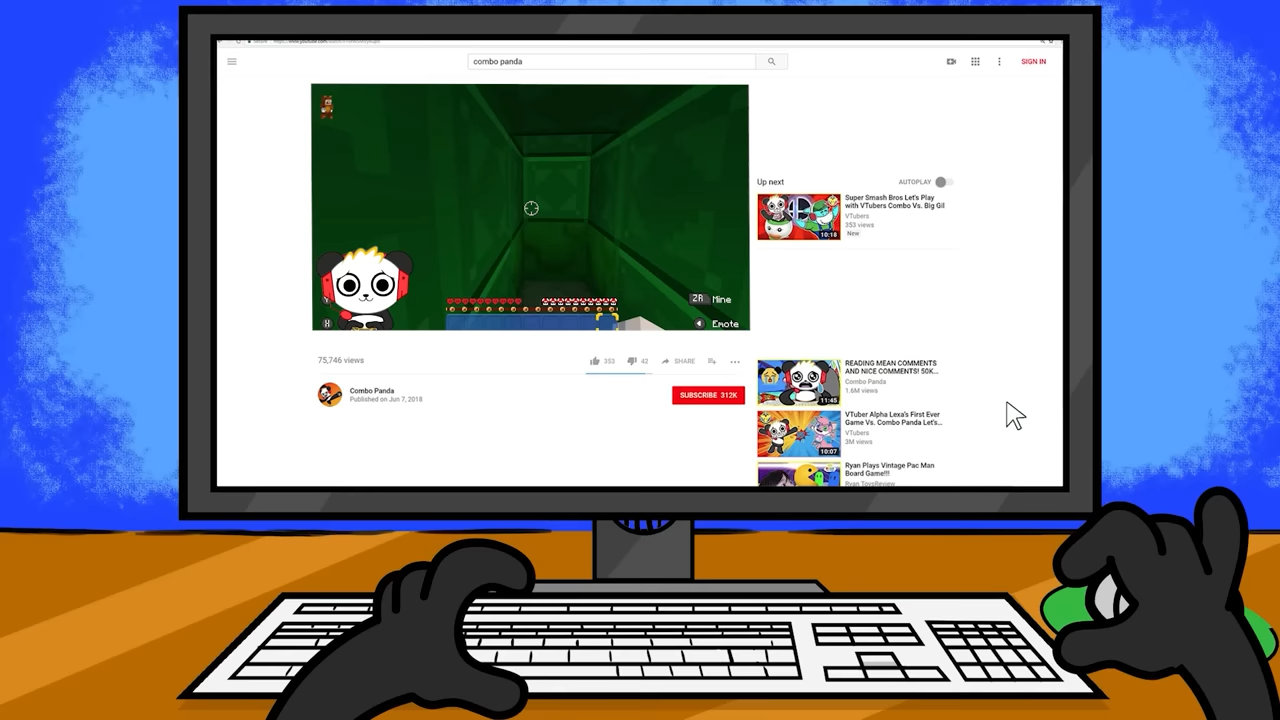 combo panda
SIGN IN
Up next
AUTOPLAY
Super Smash Bros Let's Play
with VTubers Combo Vs. Big Gil
VTubers
353 views
New
10:18
Y
ZR Mine
Emote
75,746 views
353
42
SHARE
Combo Panda
Published on Jun 7, 2018
SUBSCRIBE 312K
READING MEAN COMMENTS
AND NICE COMMENTS! 50K...
Combo Panda
1.6M views
11:45
VTuber Alpha Lexa's First Ever
Game Vs. Combo Panda Let's...
VTubers
3M views
10:07
Ryan Plays Vintage Pac Man
Board Game!!!
Ryan ToysReview